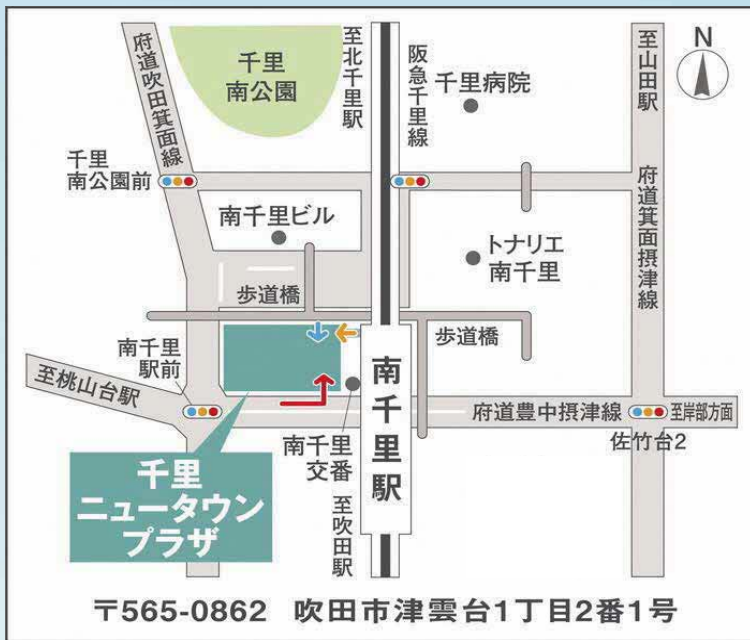 府道吹田箕面線
千里
南公園
至北千里駅
阪急千里線
千里病院
至山田駅
N
千里
南公園前
南千里ビル
トナリエ
南千里
府道箕面摂津線
歩道橋
歩道橋
南千里
駅前
至桃山台駅
南千里駅
府道豊中摂津線
至岸部方面
佐竹台2
南千里
交番
千里
ニュータウン
プラザ
至吹田駅
〒565-0862 吹田市津雲台1丁目2番1号